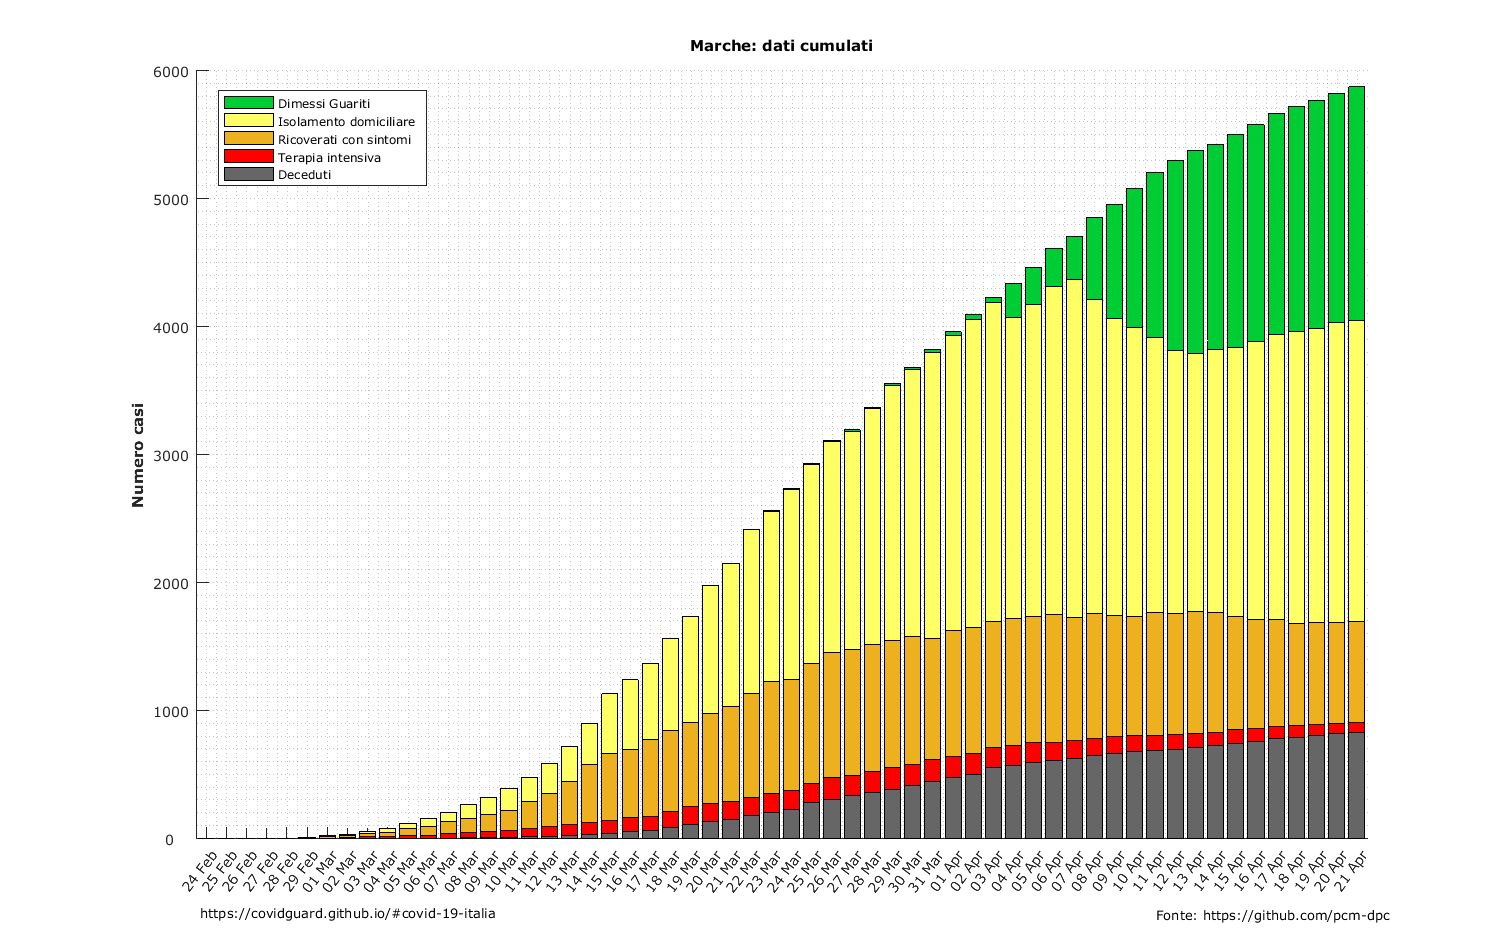 Marche: dati cumulati
6000
5000
4000
3000
2000
1000
0
Numero casi
Dimessi Guariti
Isolamento domiciliare
Ricoverati con sintomi
Terapia intensiva
Deceduti
24 Feb
25 Feb
26 Feb
27 Feb
28 Feb
29 Feb
01 Mar
02 Mar
03 Mar
04 Mar
05 Mar
06 Mar
07 Mar
08 Mar
09 Mar
10 Mar
11 Mar
12 Mar
13 Mar
14 Mar
15 Mar
16 Mar
17 Mar
18 Mar
19 Mar
20 Mar
21 Mar
22 Mar
23 Mar
24 Mar
25 Mar
26 Mar
27 Mar
28 Mar
29 Mar
30 Mar
31 Mar
01 Apr
02 Apr
03 Apr
04 Apr
05 Apr
06 Apr
07 Apr
08 Apr
09 Apr
10 Apr
11 Apr
12 Apr
13 Apr
14 Apr
15 Apr
16 Apr
17 Apr
18 Apr
19 Apr
20 Apr
21 Apr
https://covidguard.github.io/#covid-19-italia
Fonte: https://github.com/pcm-dpc